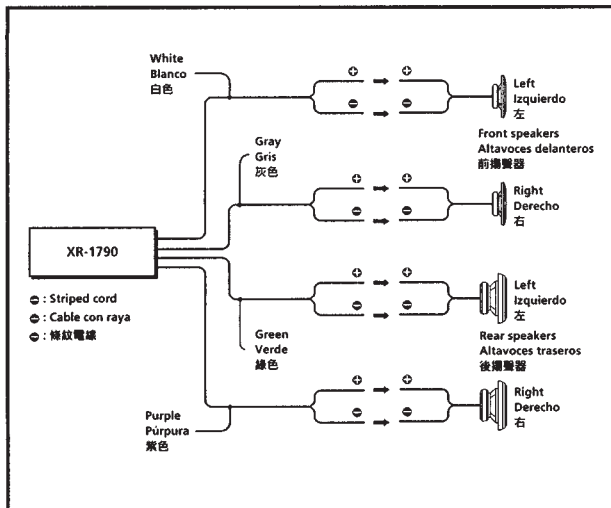 White
Blanco
白色
⊕ → ⊕
⊖ → ⊖
Left
Izquierdo
左
Front speakers
Altavoces delanteros
前揚聲器
Gray
Gris
灰色
⊕ → ⊕
⊖ → ⊖
Right
Derecho
右
XR-1790
⊖ : Striped cord
⊖ : Cable con raya
⊖ : 條紋電線
Green
Verde
綠色
⊕ → ⊕
⊖ → ⊖
Left
Izquierdo
左
Rear speakers
Altavoces traseros
後揚聲器
Purple
Púrpura
紫色
⊕ → ⊕
⊖ → ⊖
Right
Derecho
右